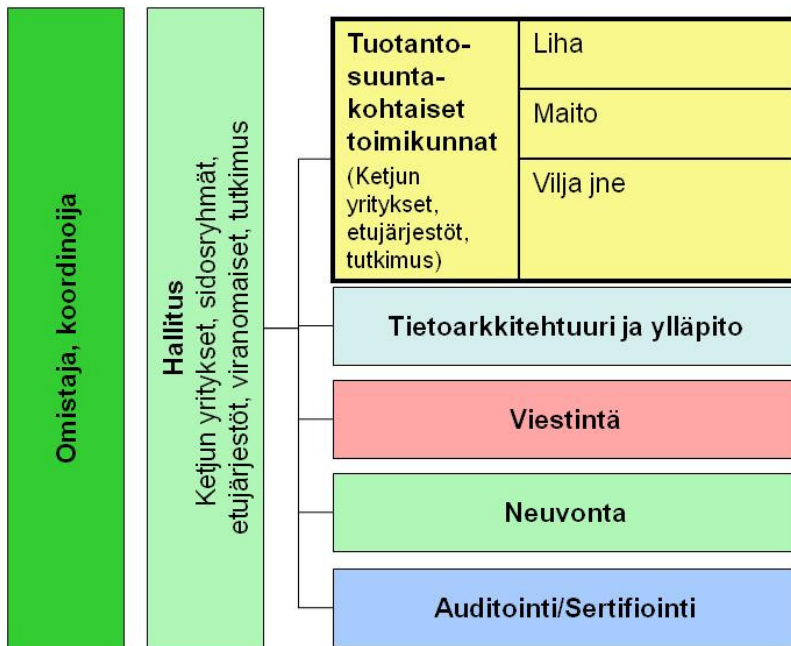 Omistaja, koordinoija
Hallitus
Ketjun yritykset, sidosryhmät,
etujärjestöt, viranomaiset, tutkimus
Tuotanto-
suunta-
kohtaiset
toimikunnat
(Ketjun
yritykset,
etujärjestöt,
tutkimus)
Liha
Maito
Vilja jne
Tietoarkkitehtuuri ja ylläpito
Viestintä
Neuvonta
Auditointi/Sertifiointi